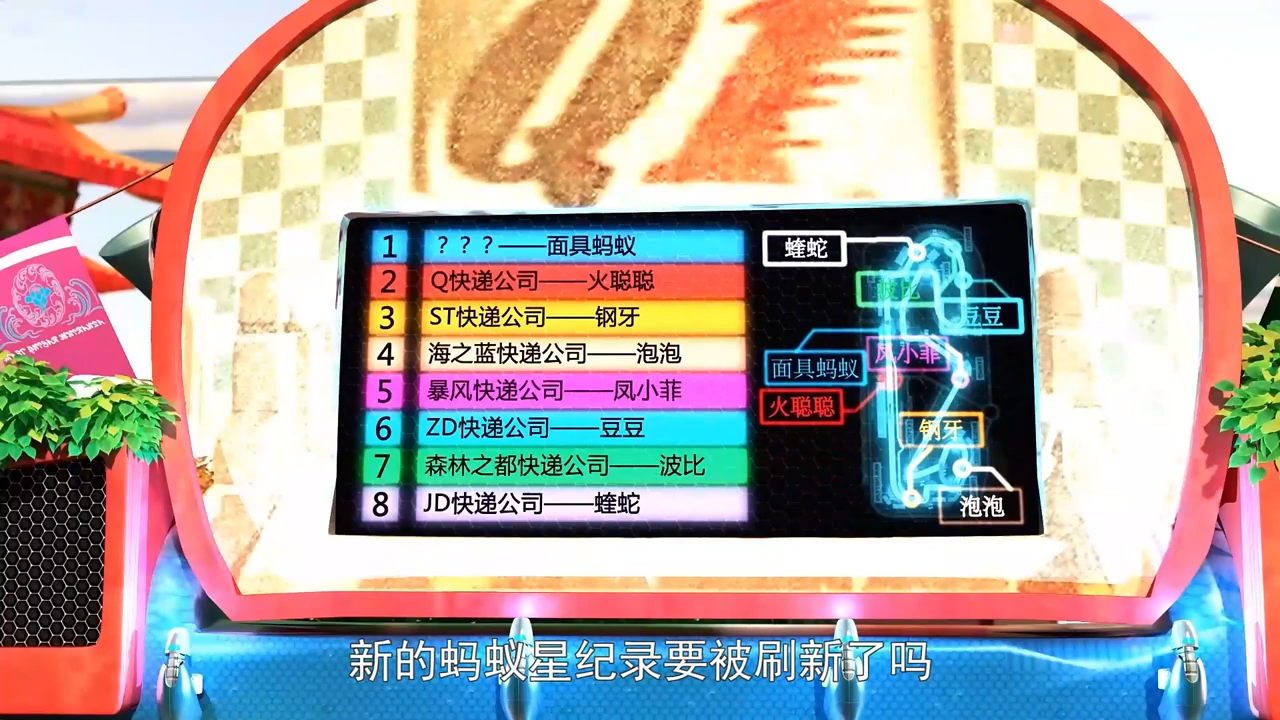 1 ？？？——面具蚂蚁
2 Q快递公司——火聪聪
3 ST快递公司——钢牙
4 海之蓝快递公司——泡泡
5 暴风快递公司——凤小菲
6 ZD快递公司——豆豆
7 森林之都快递公司——波比
8 JD快递公司——蝰蛇
蝰蛇
波比
豆豆
凤小菲
面具蚂蚁
火聪聪
钢牙
泡泡
新的蚂蚁星纪录要被刷新了吗